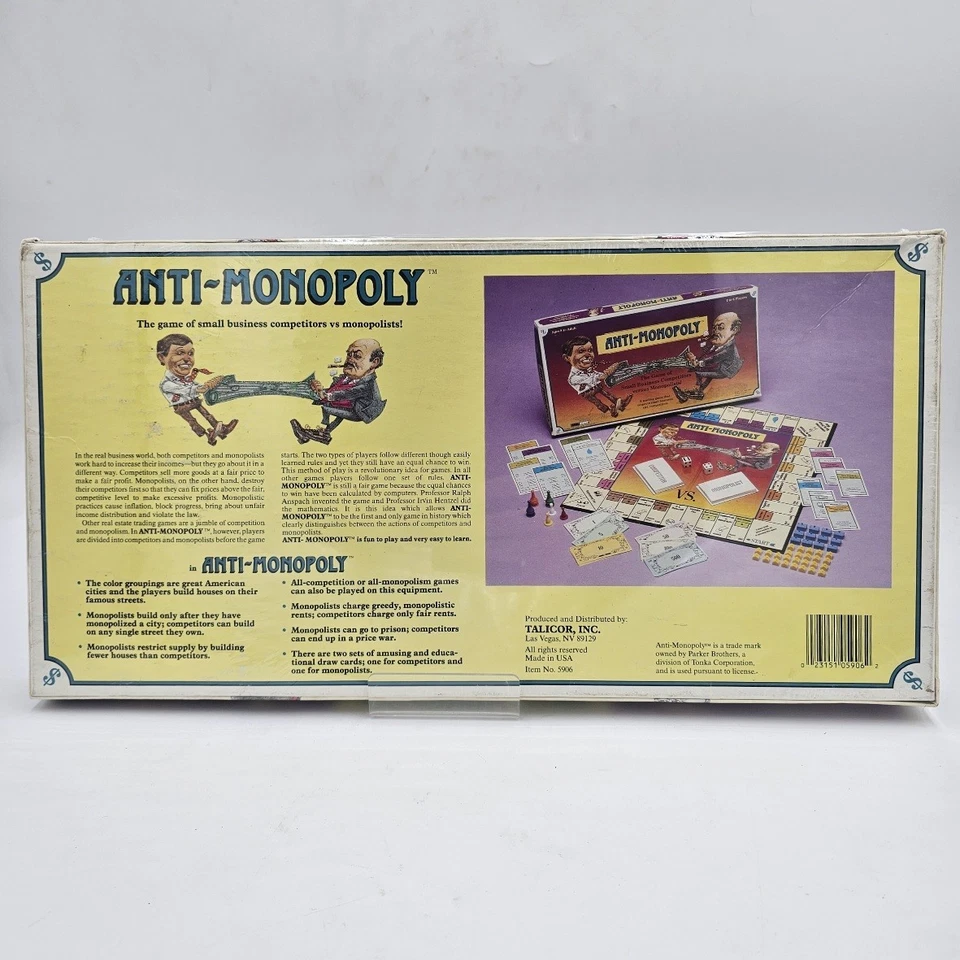 ANTI-MONOPOLY™
The game of small business competitors vs monopolists!
In the real business world, both competitors and monopolists
work hard to increase their incomes—but they go about it in a
different way. Competitors sell more goods at a fair price to
make a fair profit. Monopolists, on the other hand, destroy
their competitors first so that they can fix prices above the fair,
competitive level to make excessive profits. Monopolistic
practices cause inflation, block progress, bring about unfair
income distribution and violate the law.
Other real estate trading games are a jumble of competition
and monopolism. In ANTI-MONOPOLY™, however, players
are divided into competitors and monopolists before the game
starts. The two types of players follow different though easily
learned rules and yet they still have an equal chance to win.
This method of play is a revolutionary idea for games. In all
other games players follow one set of rules. ANTI-
MONOPOLY™ is still a fair game because the equal chances
to win have been calculated by computers. Professor Ralph
Anspach invented the game and Professor Irvin Hentzel did
the mathematics. It is this idea which allows ANTI-
MONOPOLY™ to be the first and only game in history which
clearly distinguishes between the actions of competitors and
monopolists.
ANTI-MONOPOLY™ is fun to play and very easy to learn.
in ANTI-MONOPOLY™
• The color groupings are great American
cities and the players build houses on their
famous streets.
• Monopolists build only after they have
monopolized a city; competitors can build
on any single street they own.
• Monopolists restrict supply by building
fewer houses than competitors.
• All-competition or all-monopolism games
can also be played on this equipment.
• Monopolists charge greedy, monopolistic
rents; competitors charge only fair rents.
• Monopolists can go to prison; competitors
can end up in a price war.
• There are two sets of amusing and educa-
tional draw cards; one for competitors and
one for monopolists.
ANTI-MONOPOLY
ANTI-MONOPOLY
Small Business Competitors
ANTI-MONOPOLY
VS.
START
50
10
500
Produced and Distributed by:
TALICOR, INC.
Las Vegas, NV 89129
All rights reserved
Made in USA
Item No. 5906
Anti-Monopoly™ is a trade mark
owned by Parker Brothers, a
division of Tonka Corporation,
and is used pursuant to license.
0 23151 05906 2
$
$
$
$